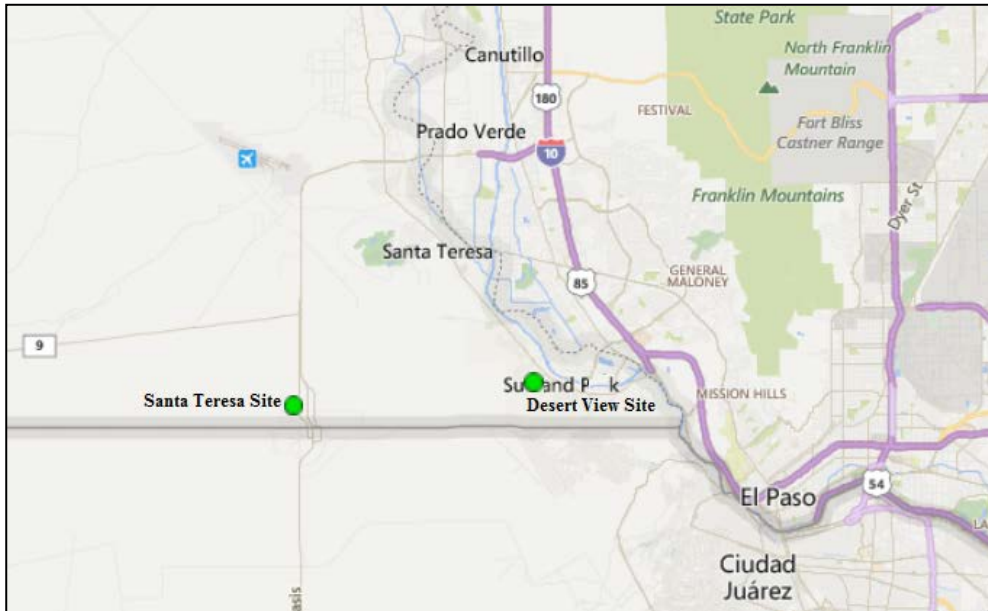 State Park
Canutillo
North Franklin
Mountain
180
FESTIVAL
Prado Verde
Fort Bliss
Castner Range
10
Franklin Mountains
Dyer St
Santa Teresa
GENERAL
MALONEY
85
9
Santa Teresa Site
Desert View Site
MISSION HILLS
El Paso
54
Ciudad
Juárez